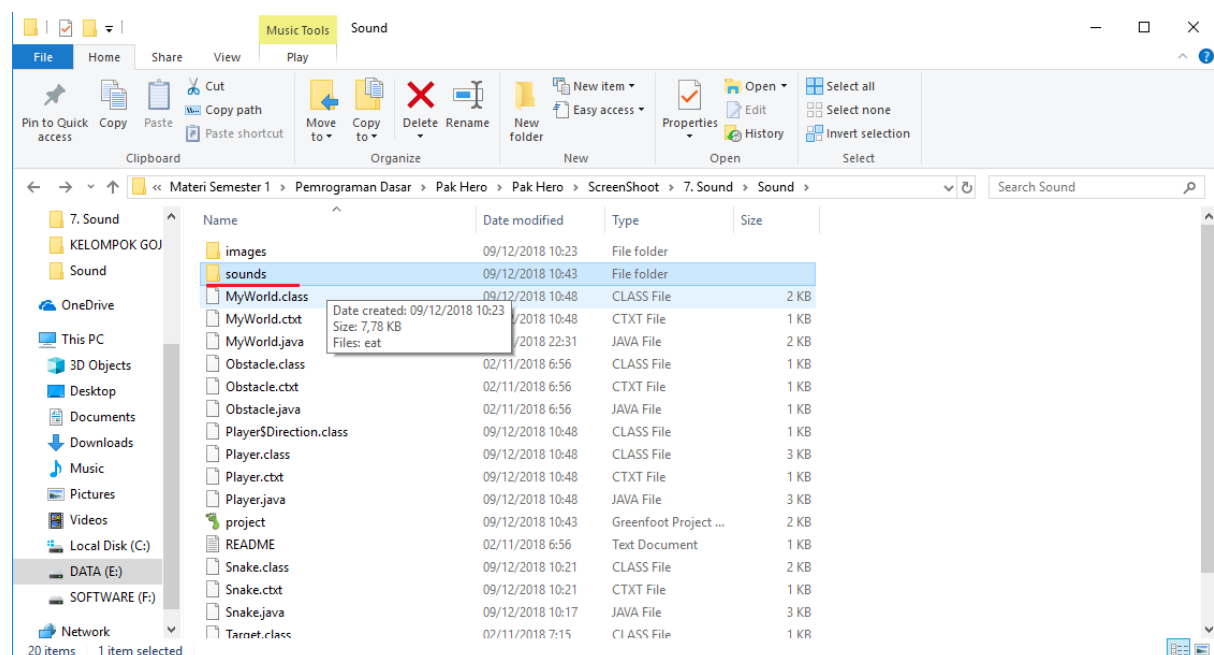 Music Tools Sound
File Home Share View Play
Pin to Quick access
Copy
Paste
Cut
Copy path
Paste shortcut
Clipboard
Move to
Copy to
Delete
Rename
Organize
New folder
New item
Easy access
New
Properties
Open
Edit
History
Open
Select all
Select none
Invert selection
Select
« Materi Semester 1 > Pemrograman Dasar > Pak Hero > Pak Hero > ScreenShoot > 7. Sound > Sound >
Search Sound
7. Sound
KELOMPOK GOJ
Sound
OneDrive
This PC
3D Objects
Desktop
Documents
Downloads
Music
Pictures
Videos
Local Disk (C:)
DATA (E:)
SOFTWARE (F:)
Network
Name Date modified Type Size
images 09/12/2018 10:23 File folder
sounds 09/12/2018 10:43 File folder
MyWorld.class 09/12/2018 10:48 CLASS File 2 KB
MyWorld.ctxt /2018 10:48 CTXT File 1 KB
MyWorld.java /2018 22:31 JAVA File 2 KB
Date created: 09/12/2018 10:23
Size: 7,78 KB
Files: eat
Obstacle.class 02/11/2018 6:56 CLASS File 1 KB
Obstacle.ctxt 02/11/2018 6:56 CTXT File 1 KB
Obstacle.java 02/11/2018 6:56 JAVA File 1 KB
Player$Direction.class 09/12/2018 10:48 CLASS File 1 KB
Player.class 09/12/2018 10:48 CLASS File 3 KB
Player.ctxt 09/12/2018 10:48 CTXT File 1 KB
Player.java 09/12/2018 10:48 JAVA File 3 KB
project 09/12/2018 10:43 Greenfoot Project ... 2 KB
README 02/11/2018 6:56 Text Document 1 KB
Snake.class 09/12/2018 10:21 CLASS File 2 KB
Snake.ctxt 09/12/2018 10:21 CTXT File 1 KB
Snake.java 09/12/2018 10:17 JAVA File 3 KB
Target.class 02/11/2018 7:15 CLASS File 1 KB
20 items 1 item selected